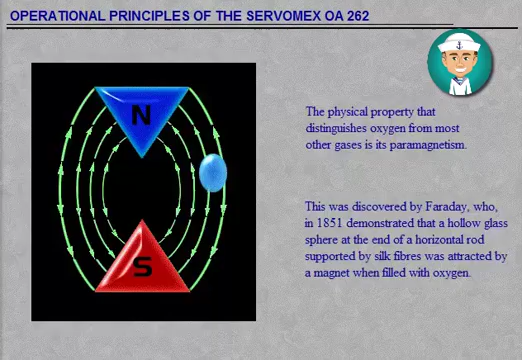 OPERATIONAL PRINCIPLES OF THE SERVOMEX OA 262
N
S
The physical property that
distinguishes oxygen from most
other gases is its paramagnetism.
This was discovered by Faraday, who,
in 1851 demonstrated that a hollow glass
sphere at the end of a horizontal rod
supported by silk fibres was attracted by
a magnet when filled with oxygen.